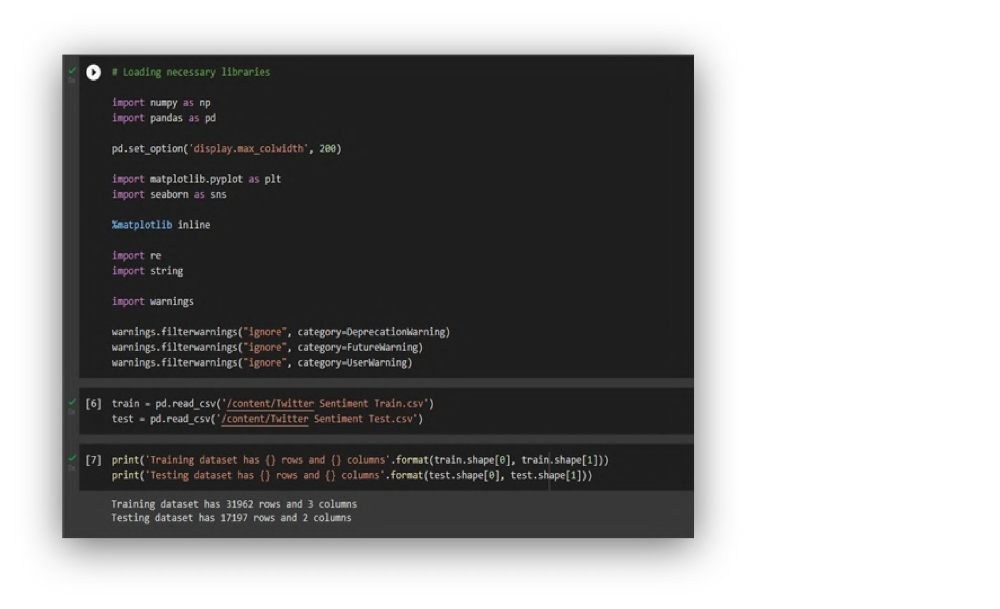 # Loading necessary libraries
import numpy as np
import pandas as pd
pd.set_option('display.max_colwidth', 200)
import matplotlib.pyplot as plt
import seaborn as sns
%matplotlib inline
import re
import string
import warnings
warnings.filterwarnings("ignore", category=DeprecationWarning)
warnings.filterwarnings("ignore", category=FutureWarning)
warnings.filterwarnings("ignore", category=UserWarning)
[6] train = pd.read_csv('/content/Twitter Sentiment Train.csv')
test = pd.read_csv('/content/Twitter Sentiment Test.csv')
[7] print('Training dataset has {} rows and {} columns'.format(train.shape[0], train.shape[1]))
print('Testing dataset has {} rows and {} columns'.format(test.shape[0], test.shape[1]))
Training dataset has 31962 rows and 3 columns
Testing dataset has 17197 rows and 2 columns